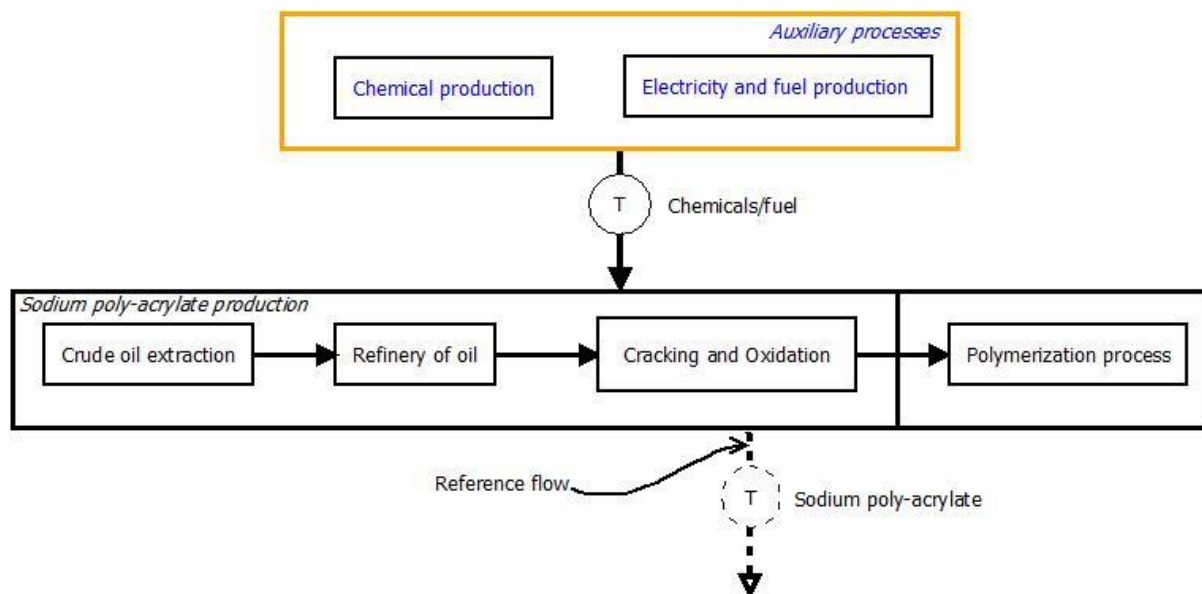 Auxiliary processes
Chemical production
Electricity and fuel production
T
Chemicals/fuel
Sodium poly-acrylate production
Crude oil extraction
Refinery of oil
Cracking and Oxidation
Polymerization process
Reference flow
T
Sodium poly-acrylate